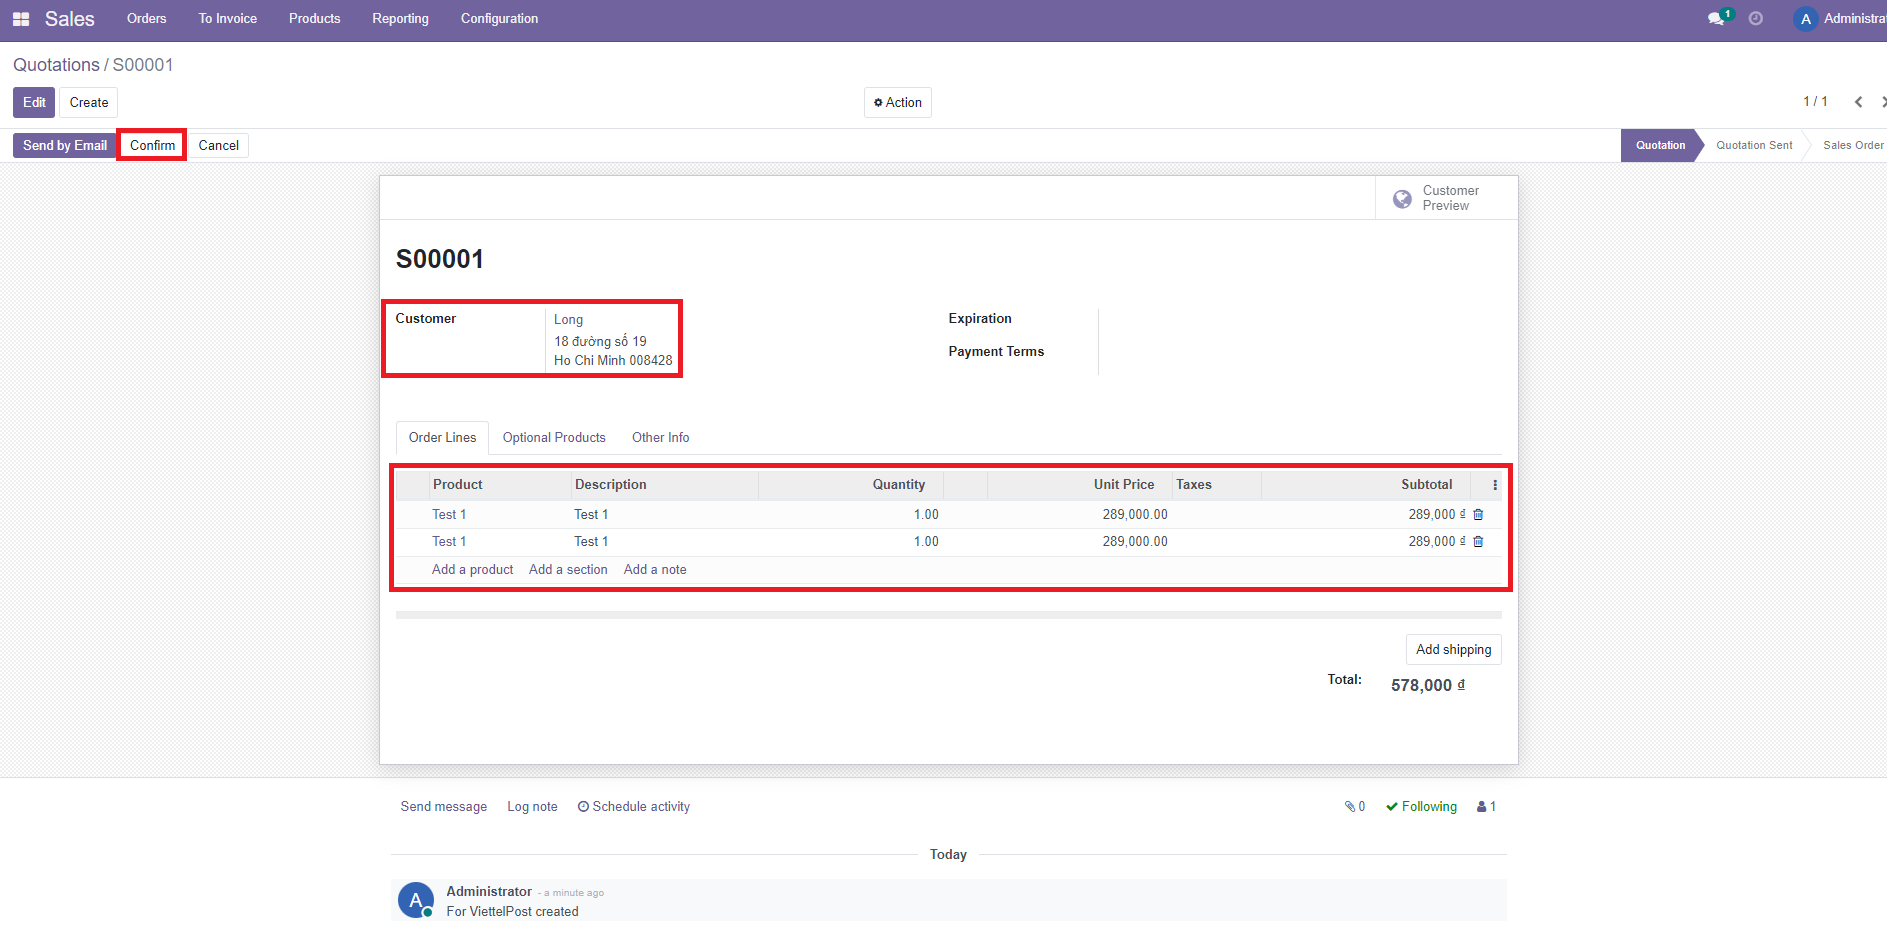 Sales Orders To Invoice Products Reporting Configuration 1 A
Quotations / S00001
Edit Create Action 1 / 1
Send by Email Confirm Cancel Quotation Quotation Sent Sales Order
Customer
Preview
S00001
Customer Long Expiration
18 đường số 19
Ho Chi Minh 008428
Payment Terms
Order Lines Optional Products Other Info
Product Description Quantity Unit Price Taxes Subtotal
Test 1 Test 1 1.00 289,000.00 289,000 ₫
Test 1 Test 1 1.00 289,000.00 289,000 ₫
Add a product Add a section Add a note
Add shipping
Total: 578,000 ₫
Send message Log note Schedule activity 0 Following 1
Today
A Administrator - a minute ago
For ViettelPost created